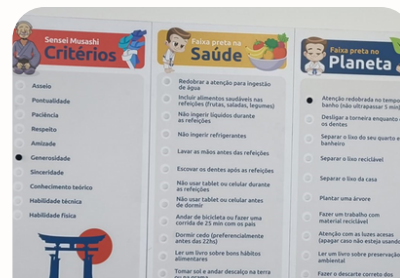 Sensei Musashi
Critérios
Asseio
Pontualidade
Paciência
Respeito
Amizade
Generosidade
Sinceridade
Conhecimento teórico
Habilidade técnica
Habilidade física
Faixa preta na
Saúde
Redobrar a atenção para ingestão
de água
Incluir alimentos saudáveis nas
refeições (frutas, saladas, legumes)
Não ingerir líquidos durante
as refeições
Não ingerir refrigerantes
Lavar as mãos antes das refeições
Escovar os dentes após as refeições
Não usar tablet ou celular durante
as refeições
Não usar tablet ou celular antes
de dormir
Andar de bicicleta ou fazer uma
corrida de 25 min com os pais
Dormir cedo (preferencialmente
antes das 22hs)
Ler um livro sobre bons hábitos
alimentares
Tomar sol e andar descalço na terra
Faixa preta no
Planeta
Atenção redobrada no tempo
banho (não ultrapassar 5 min
Desligar a torneira enquanto
os dentes
Separar o lixo do seu quarto e
banheiro
Separar o lixo reciclável
Separar o lixo da casa
Plantar uma árvore
Fazer um trabalho com
material reciclável
Atenção com as luzes acesas
(apagar caso não esteja usando
Ler um livro sobre preservação
ambiental
Fazer o descarte correto dos